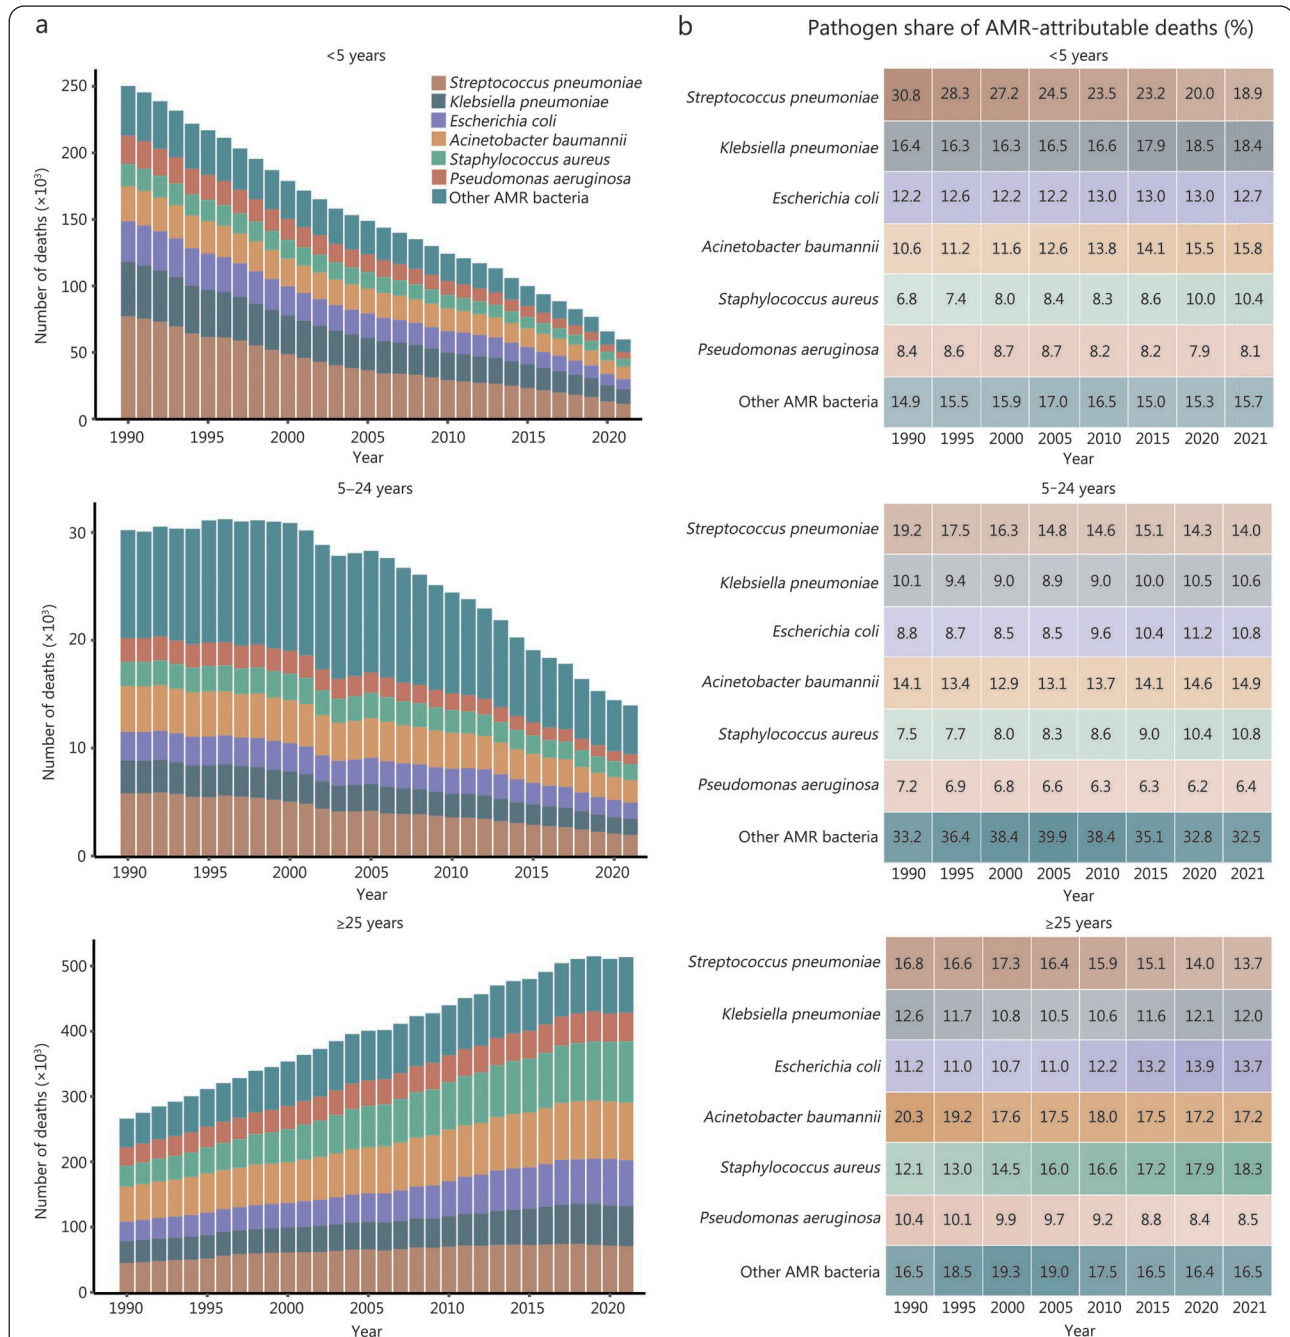 a
<5 years
Number of deaths (×10³)
250
200
150
100
50
0
Streptococcus pneumoniae
Klebsiella pneumoniae
Escherichia coli
Acinetobacter baumannii
Staphylococcus aureus
Pseudomonas aeruginosa
Other AMR bacteria
1990 1995 2000 2005 2010 2015 2020
Year
5–24 years
Number of deaths (×10³)
30
20
10
0
1990 1995 2000 2005 2010 2015 2020
Year
≥25 years
Number of deaths (×10³)
500
400
300
200
100
0
1990 1995 2000 2005 2010 2015 2020
Year
b
Pathogen share of AMR-attributable deaths (%)
<5 years
Streptococcus pneumoniae 30.8 28.3 27.2 24.5 23.5 23.2 20.0 18.9
Klebsiella pneumoniae 16.4 16.3 16.3 16.5 16.6 17.9 18.5 18.4
Escherichia coli 12.2 12.6 12.2 12.2 13.0 13.0 13.0 12.7
Acinetobacter baumannii 10.6 11.2 11.6 12.6 13.8 14.1 15.5 15.8
Staphylococcus aureus 6.8 7.4 8.0 8.4 8.3 8.6 10.0 10.4
Pseudomonas aeruginosa 8.4 8.6 8.7 8.7 8.2 8.2 7.9 8.1
Other AMR bacteria 14.9 15.5 15.9 17.0 16.5 15.0 15.3 15.7
1990 1995 2000 2005 2010 2015 2020 2021
Year
5–24 years
Streptococcus pneumoniae 19.2 17.5 16.3 14.8 14.6 15.1 14.3 14.0
Klebsiella pneumoniae 10.1 9.4 9.0 8.9 9.0 10.0 10.5 10.6
Escherichia coli 8.8 8.7 8.5 8.5 9.6 10.4 11.2 10.8
Acinetobacter baumannii 14.1 13.4 12.9 13.1 13.7 14.1 14.6 14.9
Staphylococcus aureus 7.5 7.7 8.0 8.3 8.6 9.0 10.4 10.8
Pseudomonas aeruginosa 7.2 6.9 6.8 6.6 6.3 6.3 6.2 6.4
Other AMR bacteria 33.2 36.4 38.4 39.9 38.4 35.1 32.8 32.5
1990 1995 2000 2005 2010 2015 2020 2021
Year
≥25 years
Streptococcus pneumoniae 16.8 16.6 17.3 16.4 15.9 15.1 14.0 13.7
Klebsiella pneumoniae 12.6 11.7 10.8 10.5 10.6 11.6 12.1 12.0
Escherichia coli 11.2 11.0 10.7 11.0 12.2 13.2 13.9 13.7
Acinetobacter baumannii 20.3 19.2 17.6 17.5 18.0 17.5 17.2 17.2
Staphylococcus aureus 12.1 13.0 14.5 16.0 16.6 17.2 17.9 18.3
Pseudomonas aeruginosa 10.4 10.1 9.9 9.7 9.2 8.8 8.4 8.5
Other AMR bacteria 16.5 18.5 19.3 19.0 17.5 16.5 16.4 16.5
1990 1995 2000 2005 2010 2015 2020 2021
Year